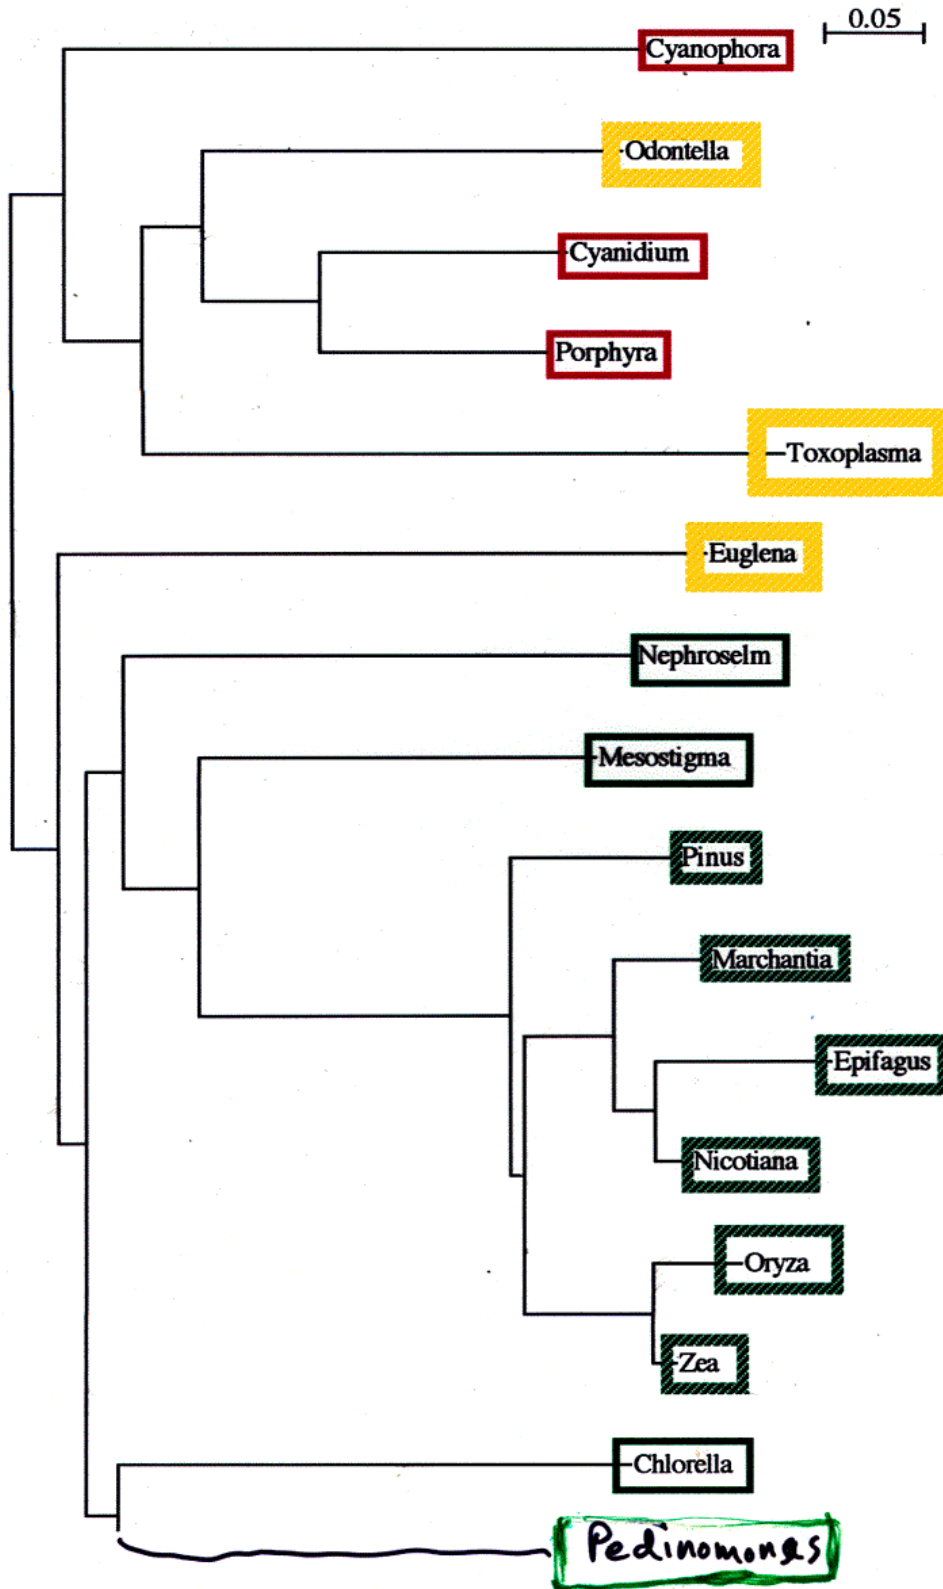 0.05
Cyanophora
Odontella
Cyanidium
Porphyra
Toxoplasma
Euglena
Nephroselm
Mesostigma
Pinus
Marchantia
Epifagus
Nicotiana
Oryza
Zea
Chlorella
Pedinomonas